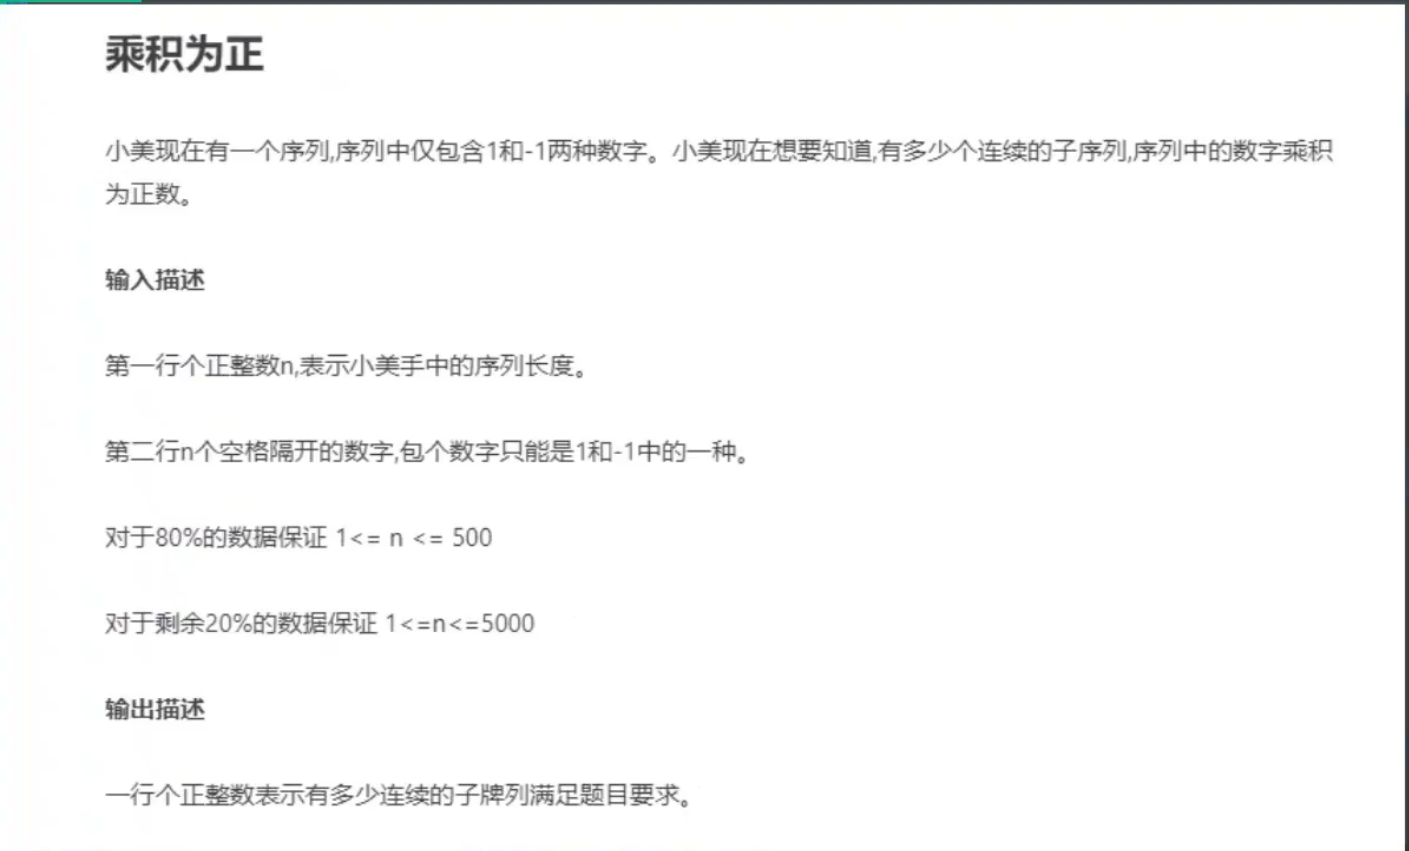 乘积为正
小美现在有一个序列,序列中仅包含1和-1两种数字。小美现在想要知道,有多少个连续的子序列,序列中的数字乘积
为正数。
输入描述
第一行个正整数n,表示小美手中的序列长度。
第二行n个空格隔开的数字,包个数字只能是1和-1中的一种。
对于80%的数据保证 1<= n <= 500
对于剩余20%的数据保证 1<=n<=5000
输出描述
一行个正整数表示有多少连续的子牌列满足题目要求。